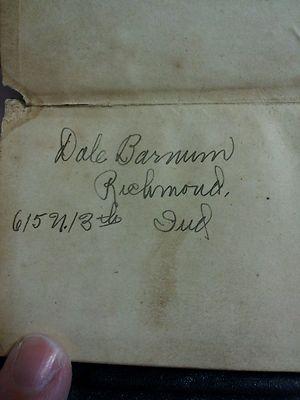 Dale Barnum
Richmond,
615 N. 13th Ind